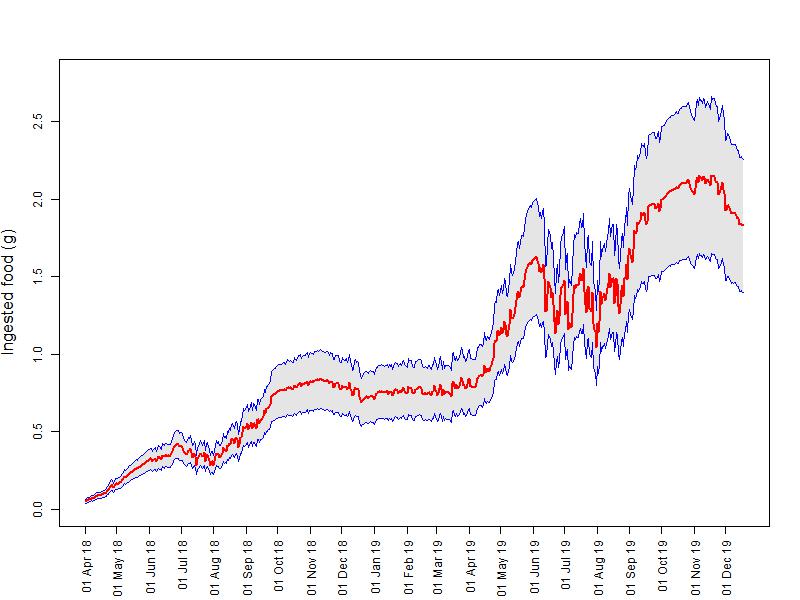 Ingested food (g)
2.5
2.0
1.5
1.0
0.5
0.0
01 Apr 18
01 May 18
01 Jun 18
01 Jul 18
01 Aug 18
01 Sep 18
01 Oct 18
01 Nov 18
01 Dec 18
01 Jan 19
01 Feb 19
01 Mar 19
01 Apr 19
01 May 19
01 Jun 19
01 Jul 19
01 Aug 19
01 Sep 19
01 Oct 19
01 Nov 19
01 Dec 19